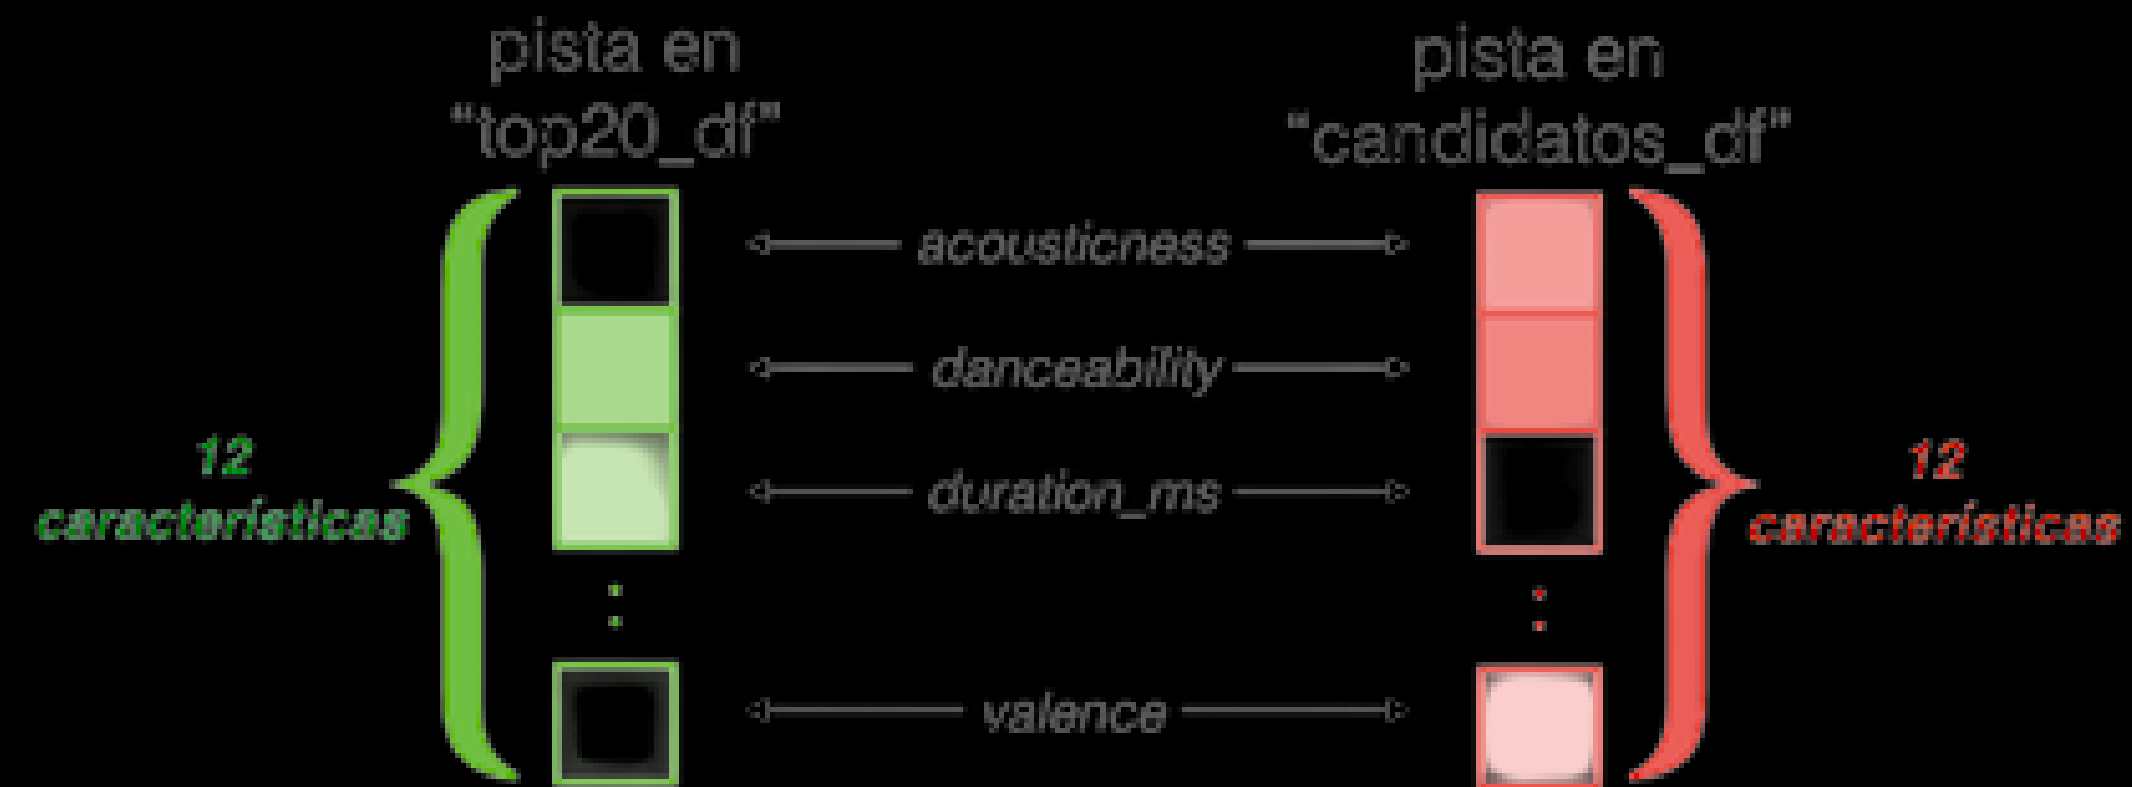 pista en
“top20_df”
pista en
“candidatos_df”
acousticness
danceability
12
características
duration_ms
12
características
valence